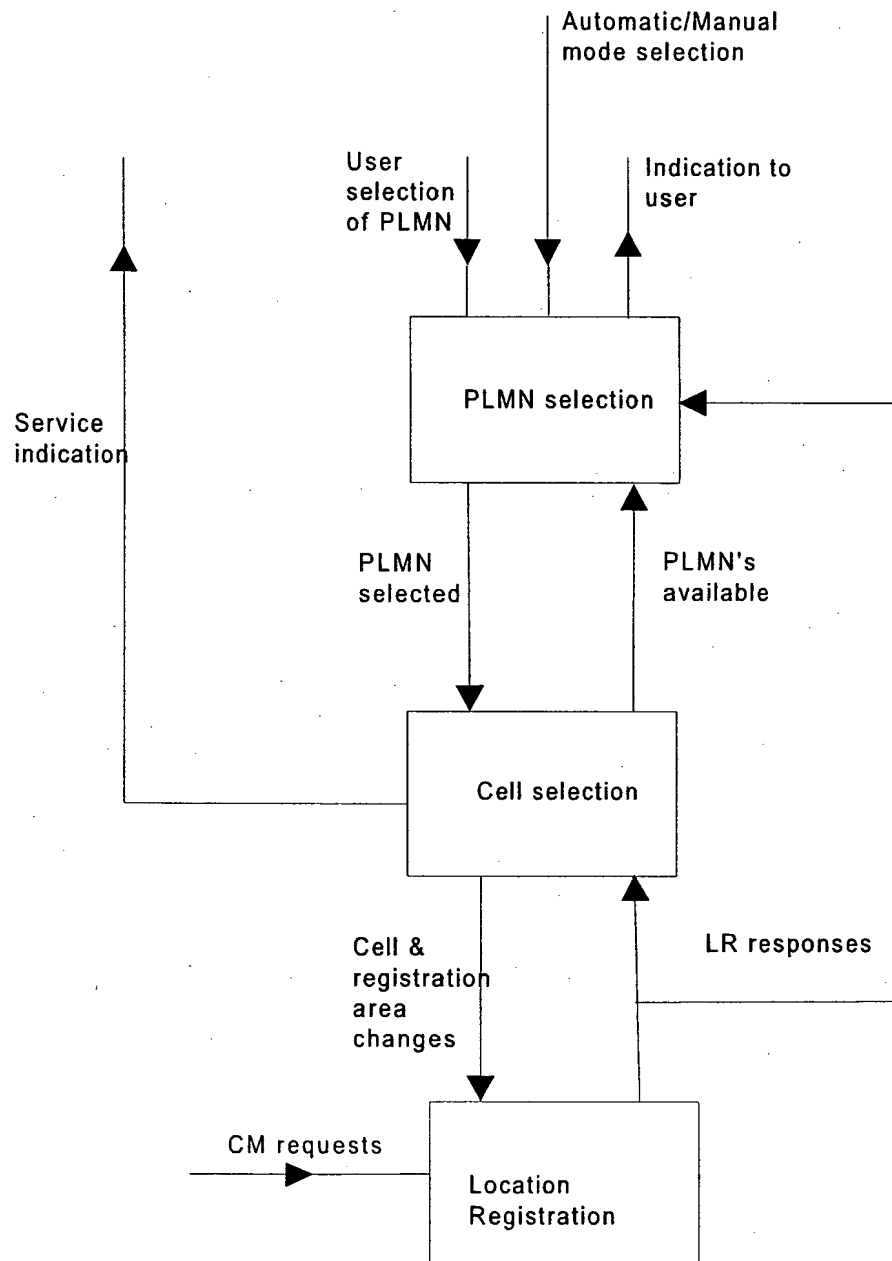 Automatic/Manual
mode selection
User
selection
of PLMN
Indication to
user
PLMN selection
Service
indication
PLMN
selected
PLMN's
available
Cell selection
Cell &
registration
area
changes
LR responses
CM requests
Location
Registration